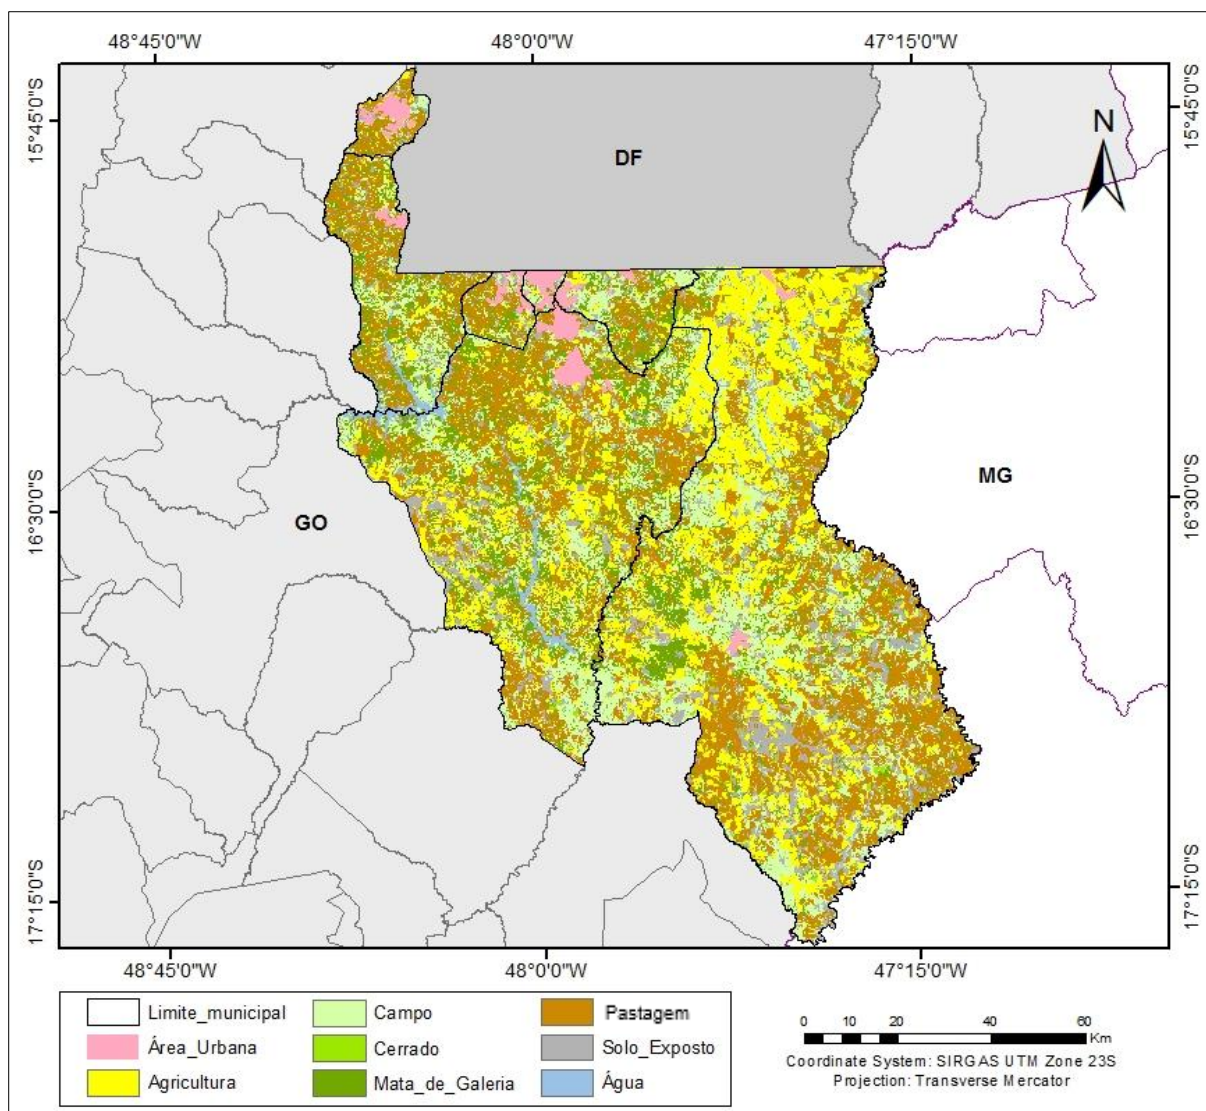 48°45'0"W 48°0'0"W 47°15'0"W
15°45'0"S 15°45'0"S
N
DF
MG
16°30'0"S 16°30'0"S
GO
17°15'0"S 17°15'0"S
48°45'0"W 48°0'0"W 47°15'0"W
Limite_municipal Campo Pastagem
Área_Urbana Cerrado Solo_Exposto
Agricultura Mata_de_Galeria Água
0 10 20 40 60
Km
Coordinate System: SIRGAS UTM Zone 23S
Projection: Transverse Mercator